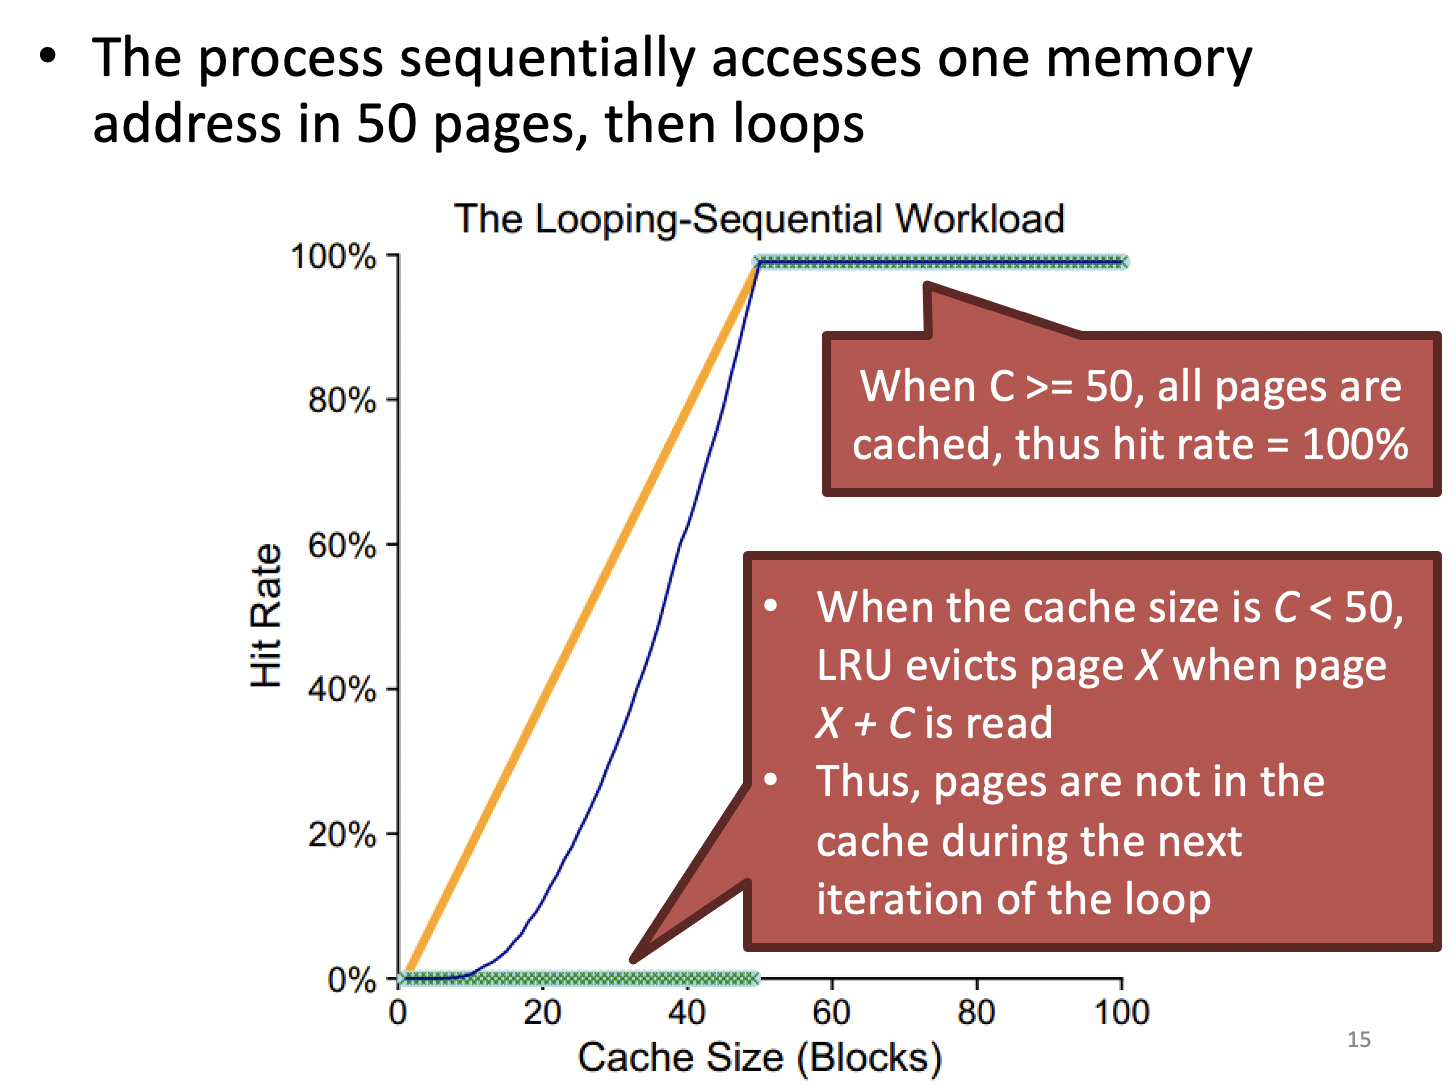 • The process sequentially accesses one memory
address in 50 pages, then loops
The Looping-Sequential Workload
100%
80%
60%
40%
20%
0%
Hit Rate
When C >= 50, all pages are
cached, thus hit rate = 100%
• When the cache size is C < 50,
LRU evicts page X when page
X + C is read
• Thus, pages are not in the
cache during the next
iteration of the loop
0 20 40 60 80 100
Cache Size (Blocks)
15